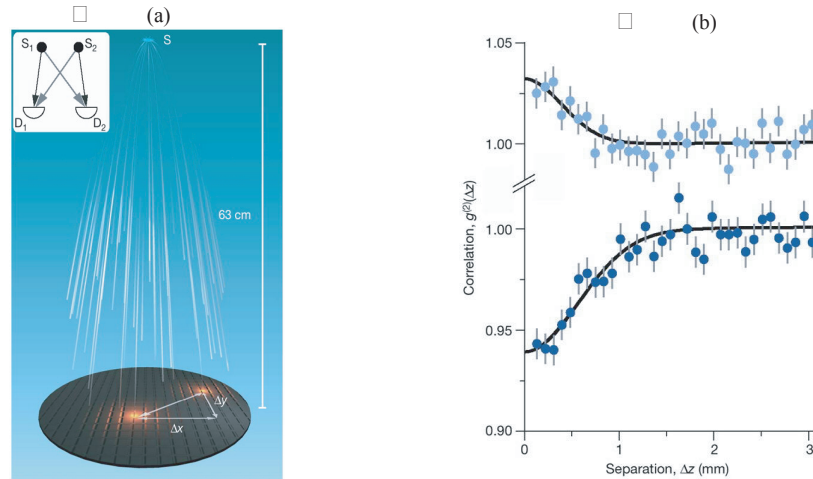 (a)
S
S₁ S₂
D₁ D₂
63 cm
Δy
Δx
(b)
1.05
1.00
1.00
0.95
0.90
Correlation, g⁽²⁾(Δz)
0 1 2 3
Separation, Δz (mm)